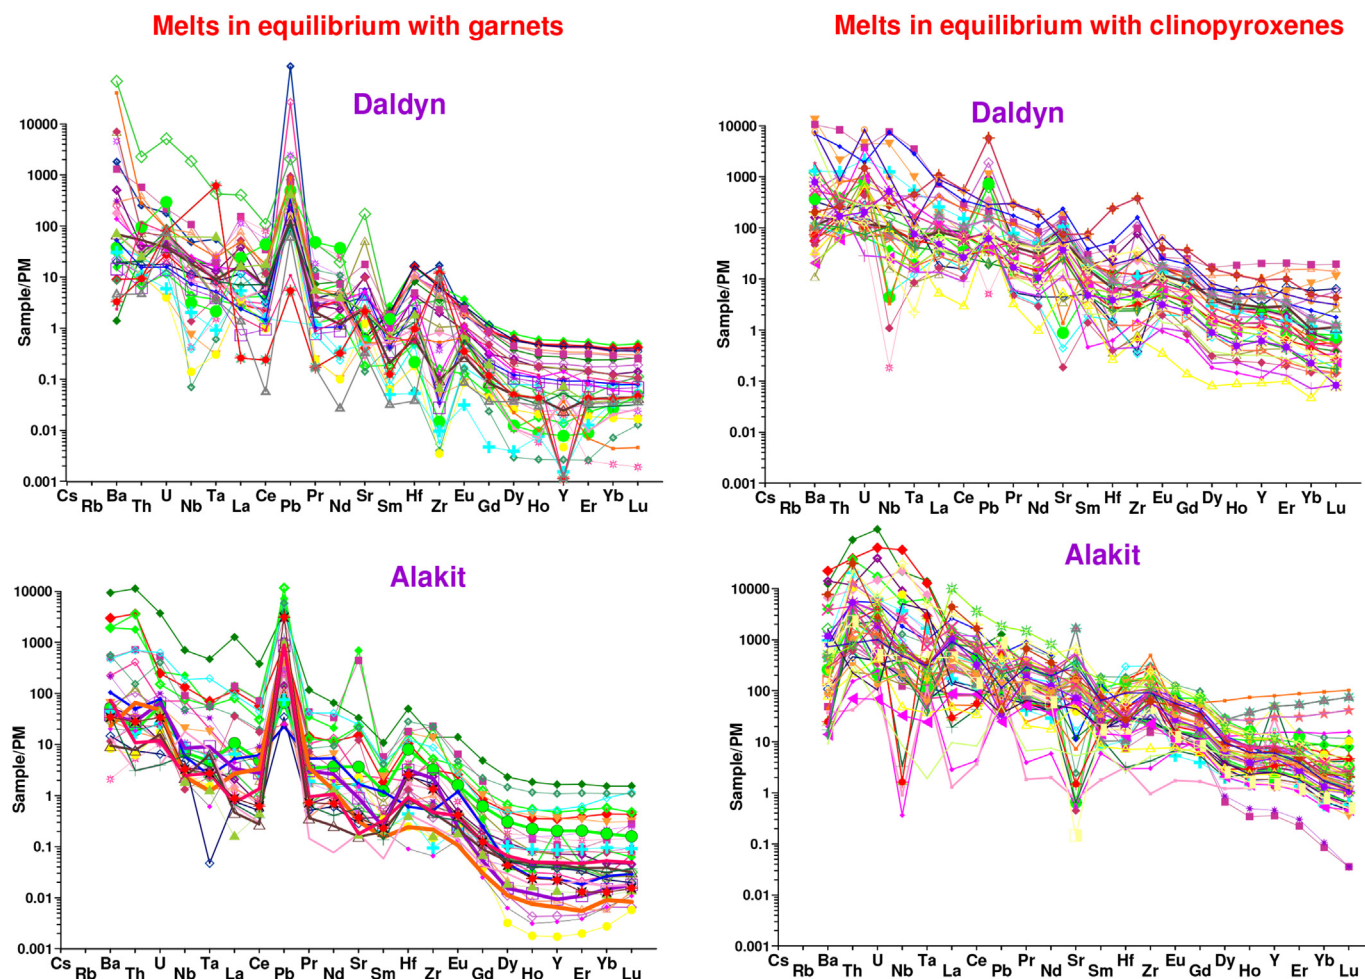 Melts in equilibrium with garnets
Melts in equilibrium with clinopyroxenes
Daldyn
10000
1000
100
10
1
0.1
0.01
0.001
Sample/PM
Cs Rb Ba Th U Nb Ta La Ce Pb Pr Nd Sr Sm Hf Zr Eu Gd Dy Ho Y Er Yb Lu
Daldyn
10000
1000
100
10
1
0.1
0.01
0.001
Sample/PM
Cs Rb Ba Th U Nb Ta La Ce Pb Pr Nd Sr Sm Hf Zr Eu Gd Dy Ho Y Er Yb Lu
Alakit
10000
1000
100
10
1
0.1
0.01
0.001
Sample/PM
Cs Rb Ba Th U Nb Ta La Ce Pb Pr Nd Sr Sm Hf Zr Eu Gd Dy Ho Y Er Yb Lu
Alakit
10000
1000
100
10
1
0.1
0.01
0.001
Sample/PM
Cs Rb Ba Th U Nb Ta La Ce Pb Pr Nd Sr Sm Hf Zr Eu Gd Dy Ho Y Er Yb Lu